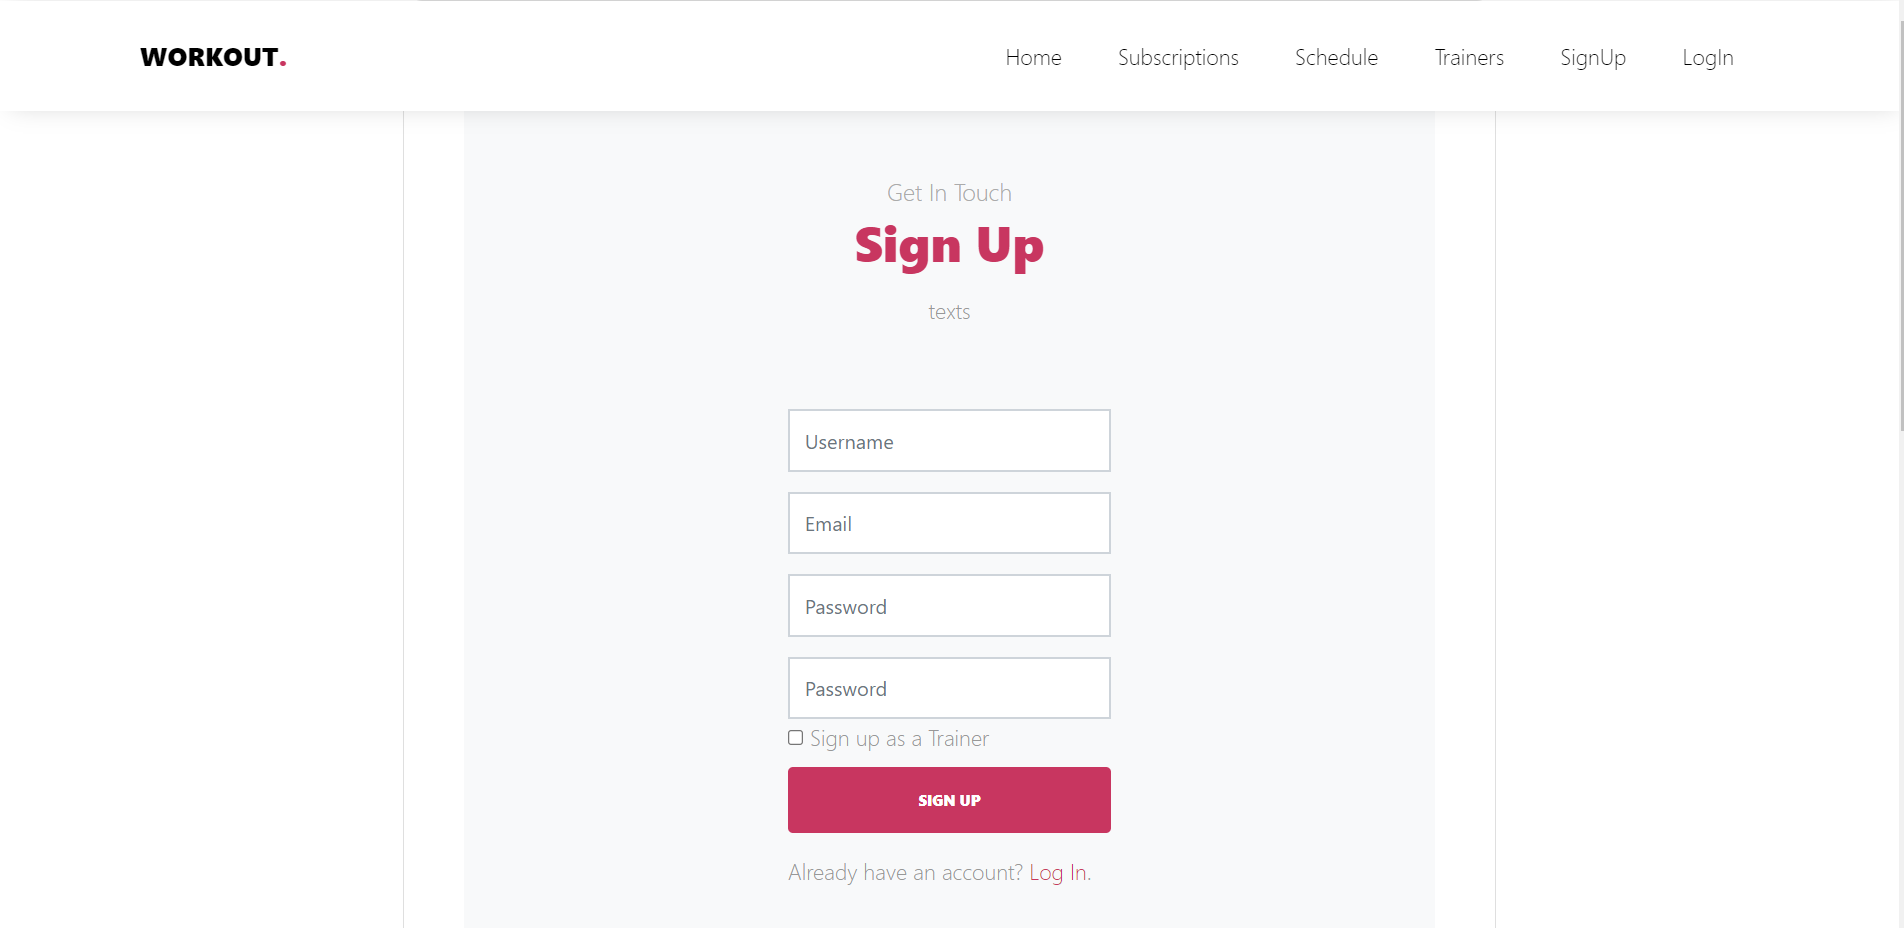 WORKOUT.
Home Subscriptions Schedule Trainers SignUp LogIn
Get In Touch
Sign Up
texts
Username
Email
Password
Password
Sign up as a Trainer
SIGN UP
Already have an account? Log In.